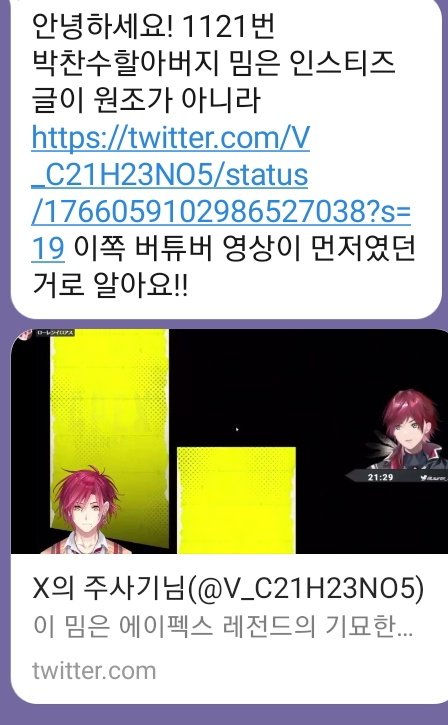 안녕하세요! 1121번
박찬수할아버지 밈은 인스티즈
글이 원조가 아니라
https://twitter.com/V
_C21H23NO5/status
/1766059102986527038?s=
19 이쪽 버튜버 영상이 먼저였던
거로 알아요!!
ローレン・イロアス
21:29
X의 주사기님(@V_C21H23NO5)
이 밈은 에이펙스 레전드의 기묘한...
twitter.com